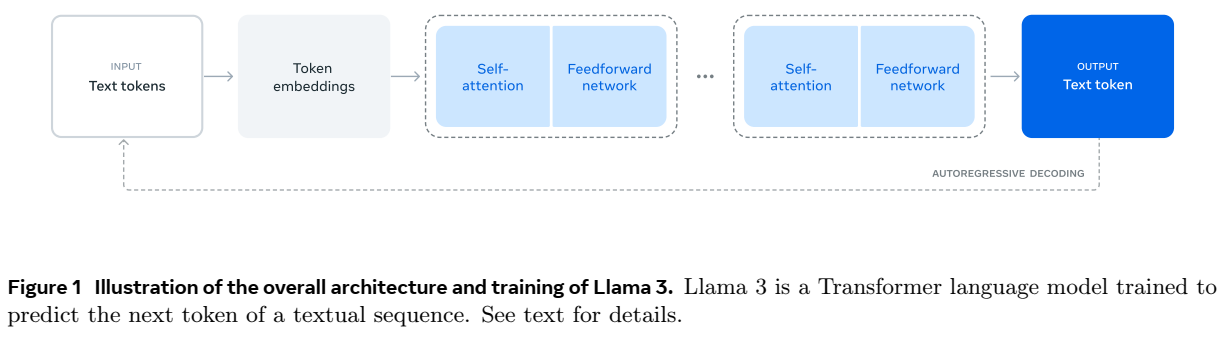 INPUT
Text tokens
Token
embeddings
Self-
attention
Feedforward
network
...
Self-
attention
Feedforward
network
OUTPUT
Text token
AUTOREGRESSIVE DECODING
Figure 1 Illustration of the overall architecture and training of Llama 3. Llama 3 is a Transformer language model trained to
predict the next token of a textual sequence. See text for details.